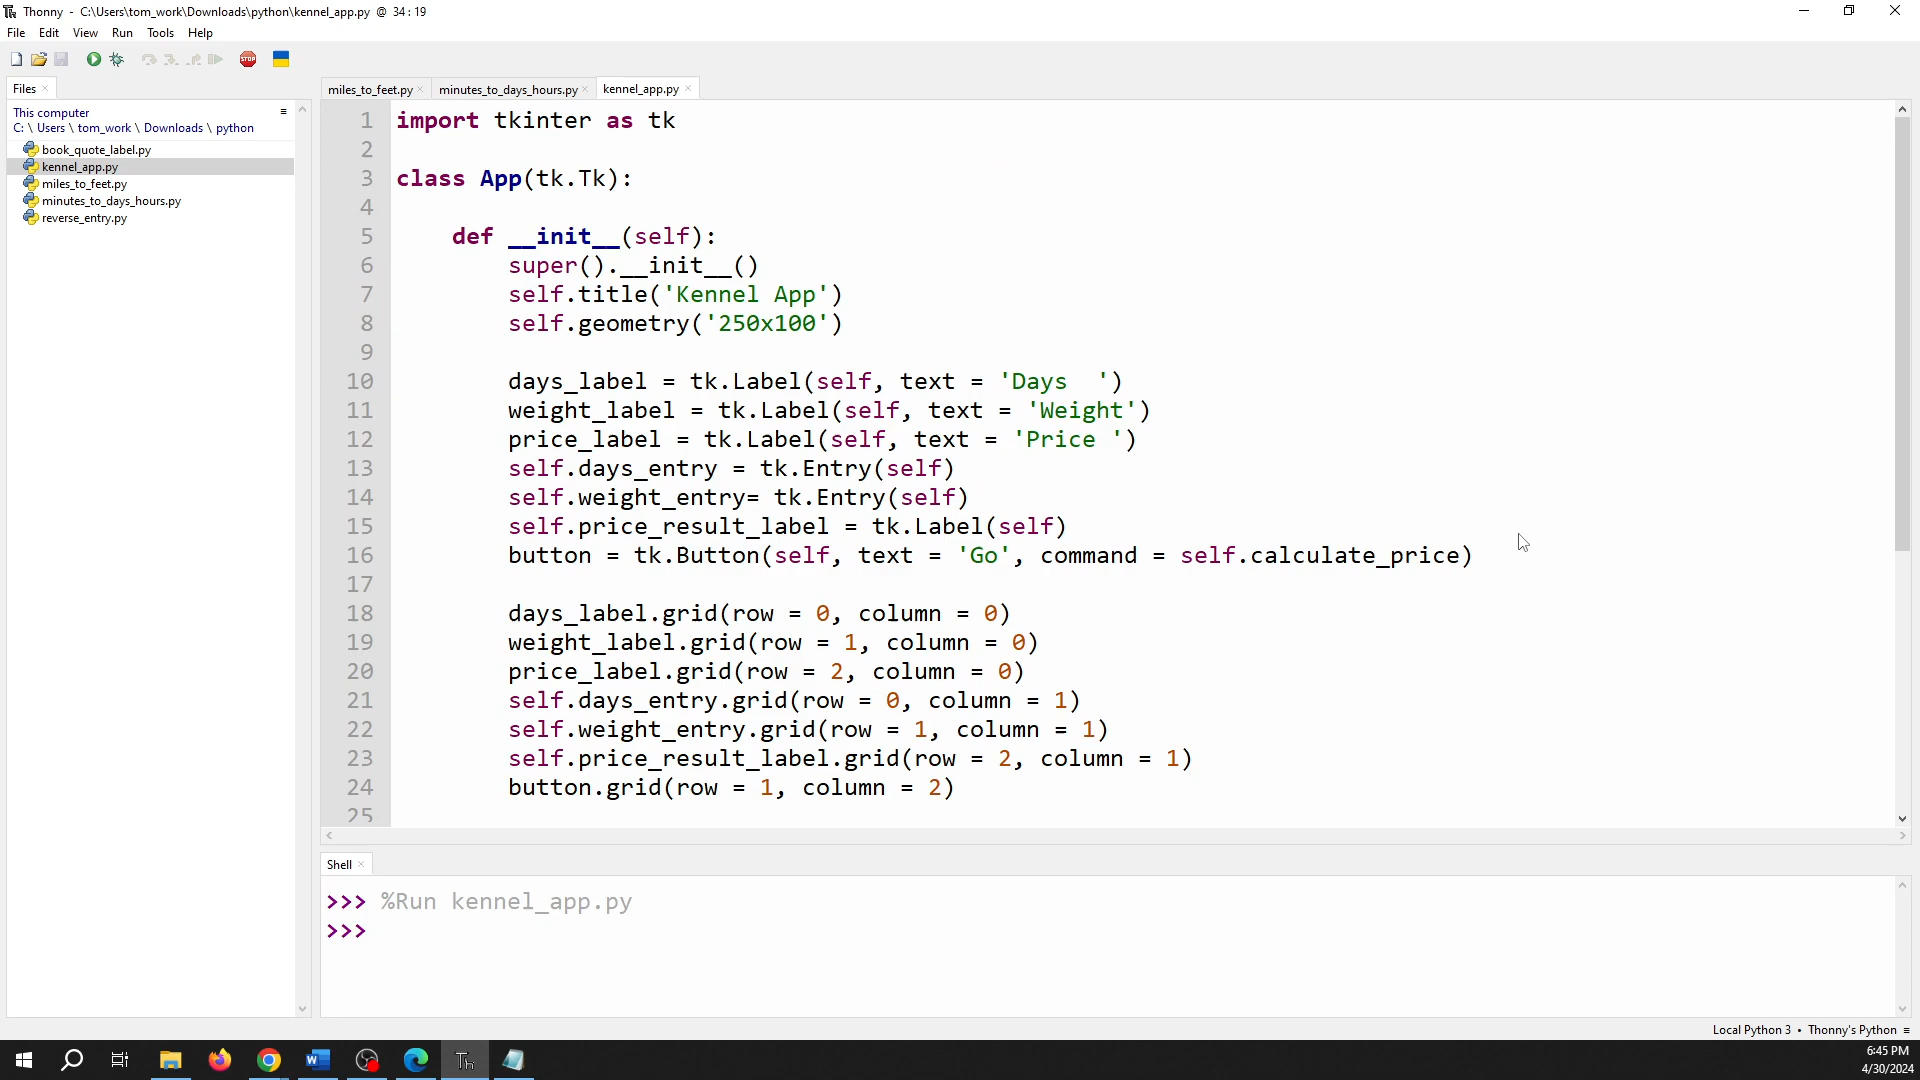 Thonny - C:\Users\tom_work\Downloads\python\kennel_app.py @ 34 : 19
File Edit View Run Tools Help
STOP
Files
This computer
C: \ Users \ tom_work \ Downloads \ python
book_quote_label.py
kennel_app.py
miles_to_feet.py
minutes_to_days_hours.py
reverse_entry.py
miles_to_feet.py minutes_to_days_hours.py kennel_app.py
1 import tkinter as tk
2
3 class App(tk.Tk):
4
5     def __init__(self):
6         super().__init__()
7         self.title('Kennel App')
8         self.geometry('250x100')
9
10         days_label = tk.Label(self, text = 'Days  ')
11         weight_label = tk.Label(self, text = 'Weight')
12         price_label = tk.Label(self, text = 'Price ')
13         self.days_entry = tk.Entry(self)
14         self.weight_entry= tk.Entry(self)
15         self.price_result_label = tk.Label(self)
16         button = tk.Button(self, text = 'Go', command = self.calculate_price)
17
18         days_label.grid(row = 0, column = 0)
19         weight_label.grid(row = 1, column = 0)
20         price_label.grid(row = 2, column = 0)
21         self.days_entry.grid(row = 0, column = 1)
22         self.weight_entry.grid(row = 1, column = 1)
23         self.price_result_label.grid(row = 2, column = 1)
24         button.grid(row = 1, column = 2)
25
Shell
>>> %Run kennel_app.py
>>>
Local Python 3 • Thonny's Python
Th
6:45 PM
4/30/2024